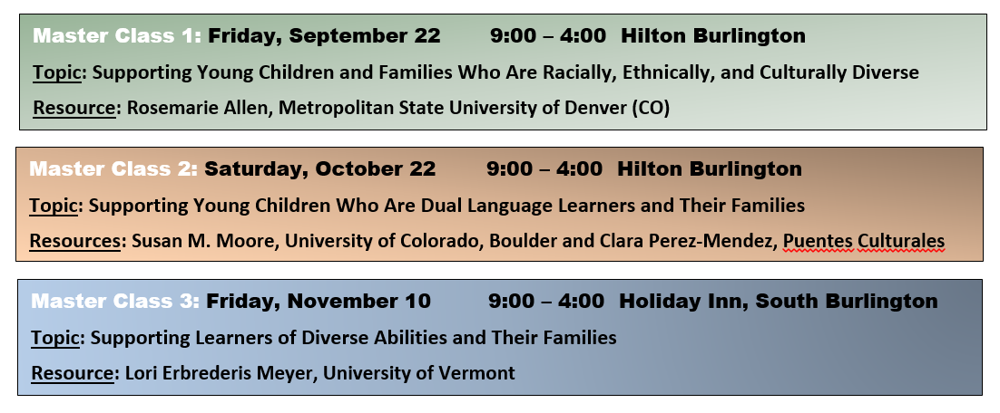 Master Class 1: Friday, September 22 9:00 – 4:00 Hilton Burlington
Topic: Supporting Young Children and Families Who Are Racially, Ethnically, and Culturally Diverse
Resource: Rosemarie Allen, Metropolitan State University of Denver (CO)
Master Class 2: Saturday, October 22 9:00 – 4:00 Hilton Burlington
Topic: Supporting Young Children Who Are Dual Language Learners and Their Families
Resources: Susan M. Moore, University of Colorado, Boulder and Clara Perez-Mendez, Puentes Culturales
Master Class 3: Friday, November 10 9:00 – 4:00 Holiday Inn, South Burlington
Topic: Supporting Learners of Diverse Abilities and Their Families
Resource: Lori Erbrederis Meyer, University of Vermont